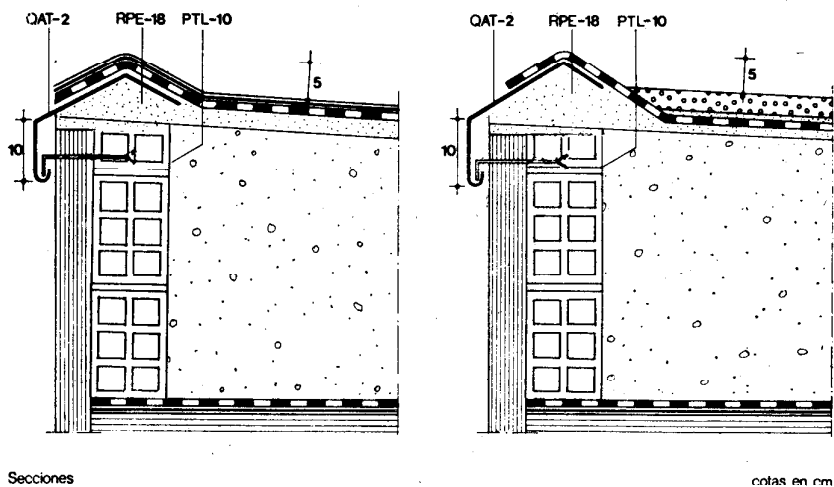 QAT-2 RPE-18 PTL-10
5
10
QAT-2 RPE-18 PTL-10
5
10
Secciones
cotas en cm